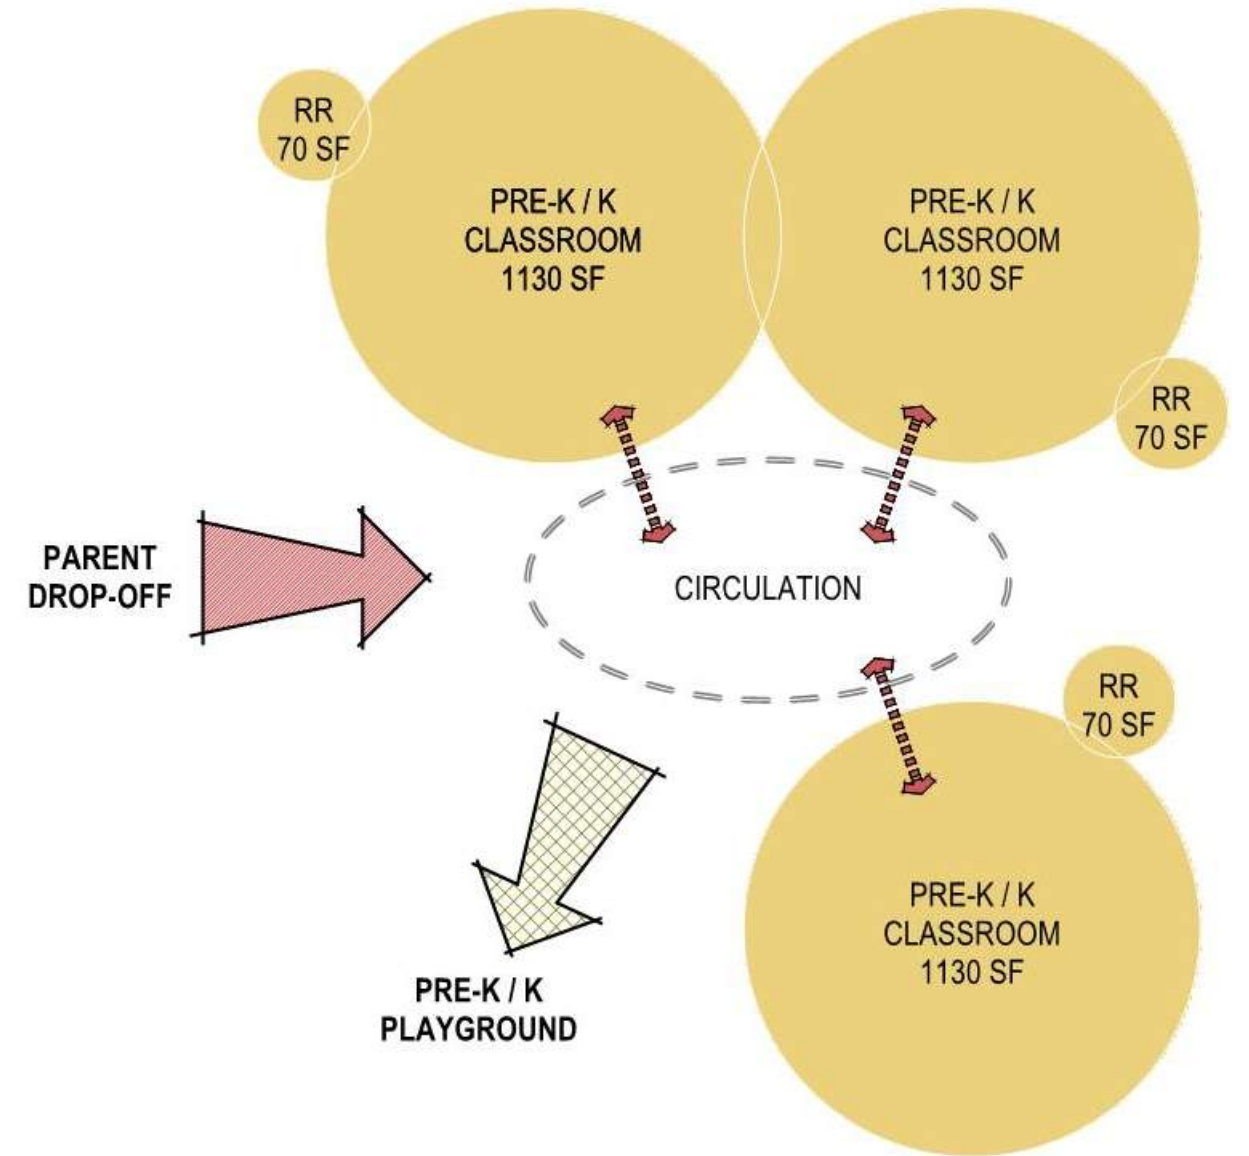 RR
70 SF
PRE-K / K
CLASSROOM
1130 SF
PRE-K / K
CLASSROOM
1130 SF
RR
70 SF
PARENT
DROP-OFF
CIRCULATION
RR
70 SF
PRE-K / K
CLASSROOM
1130 SF
PRE-K / K
PLAYGROUND